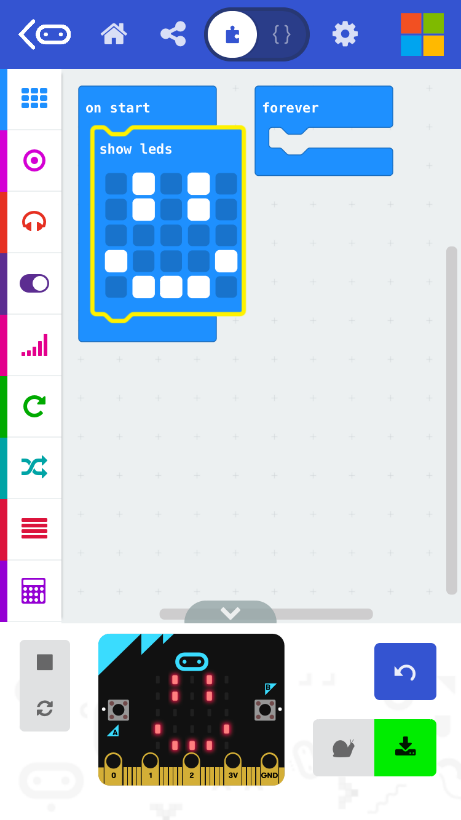 { }
on start
forever
show leds
B
A
0 1 2 3V GND